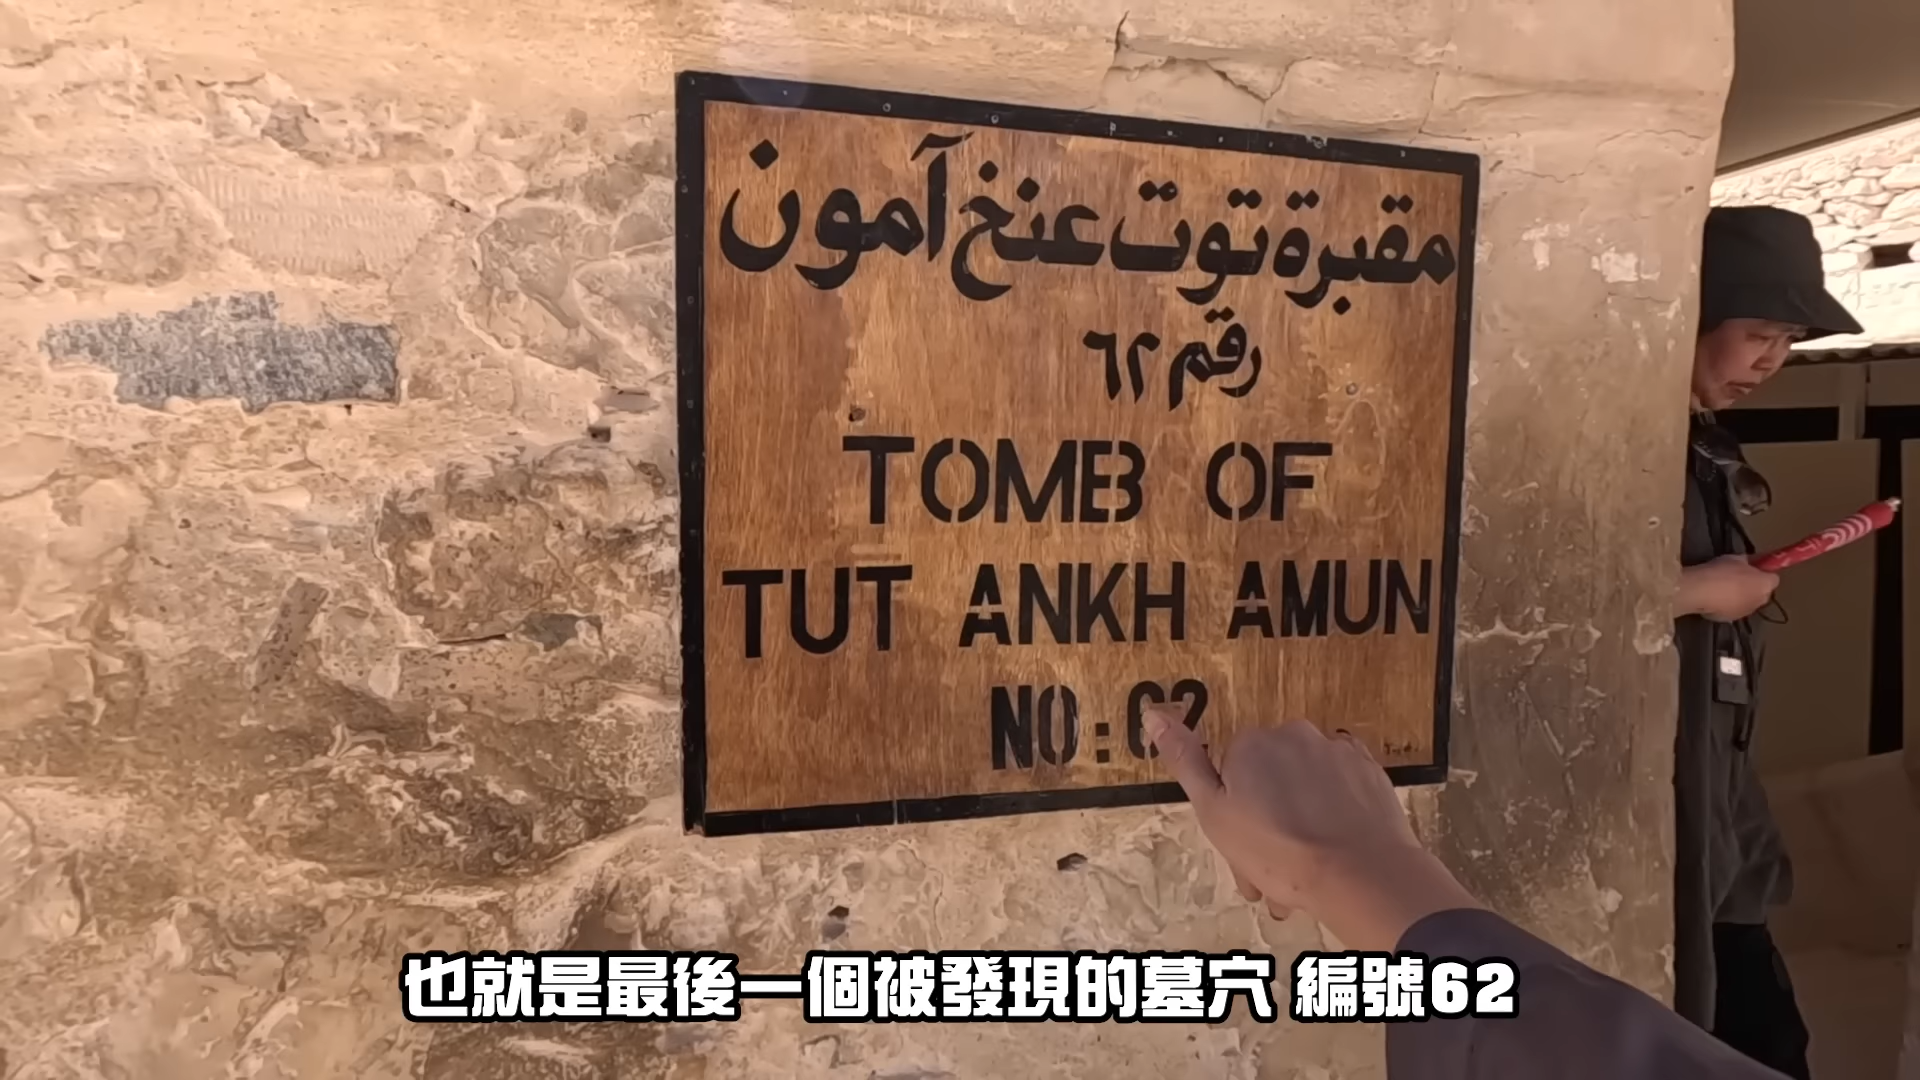 مقبرة توت عنخ آمون
رقم ٦٢
TOMB OF
TUT ANKH AMUN
NO: 62
也就是最後一個被發現的墓穴 編號62